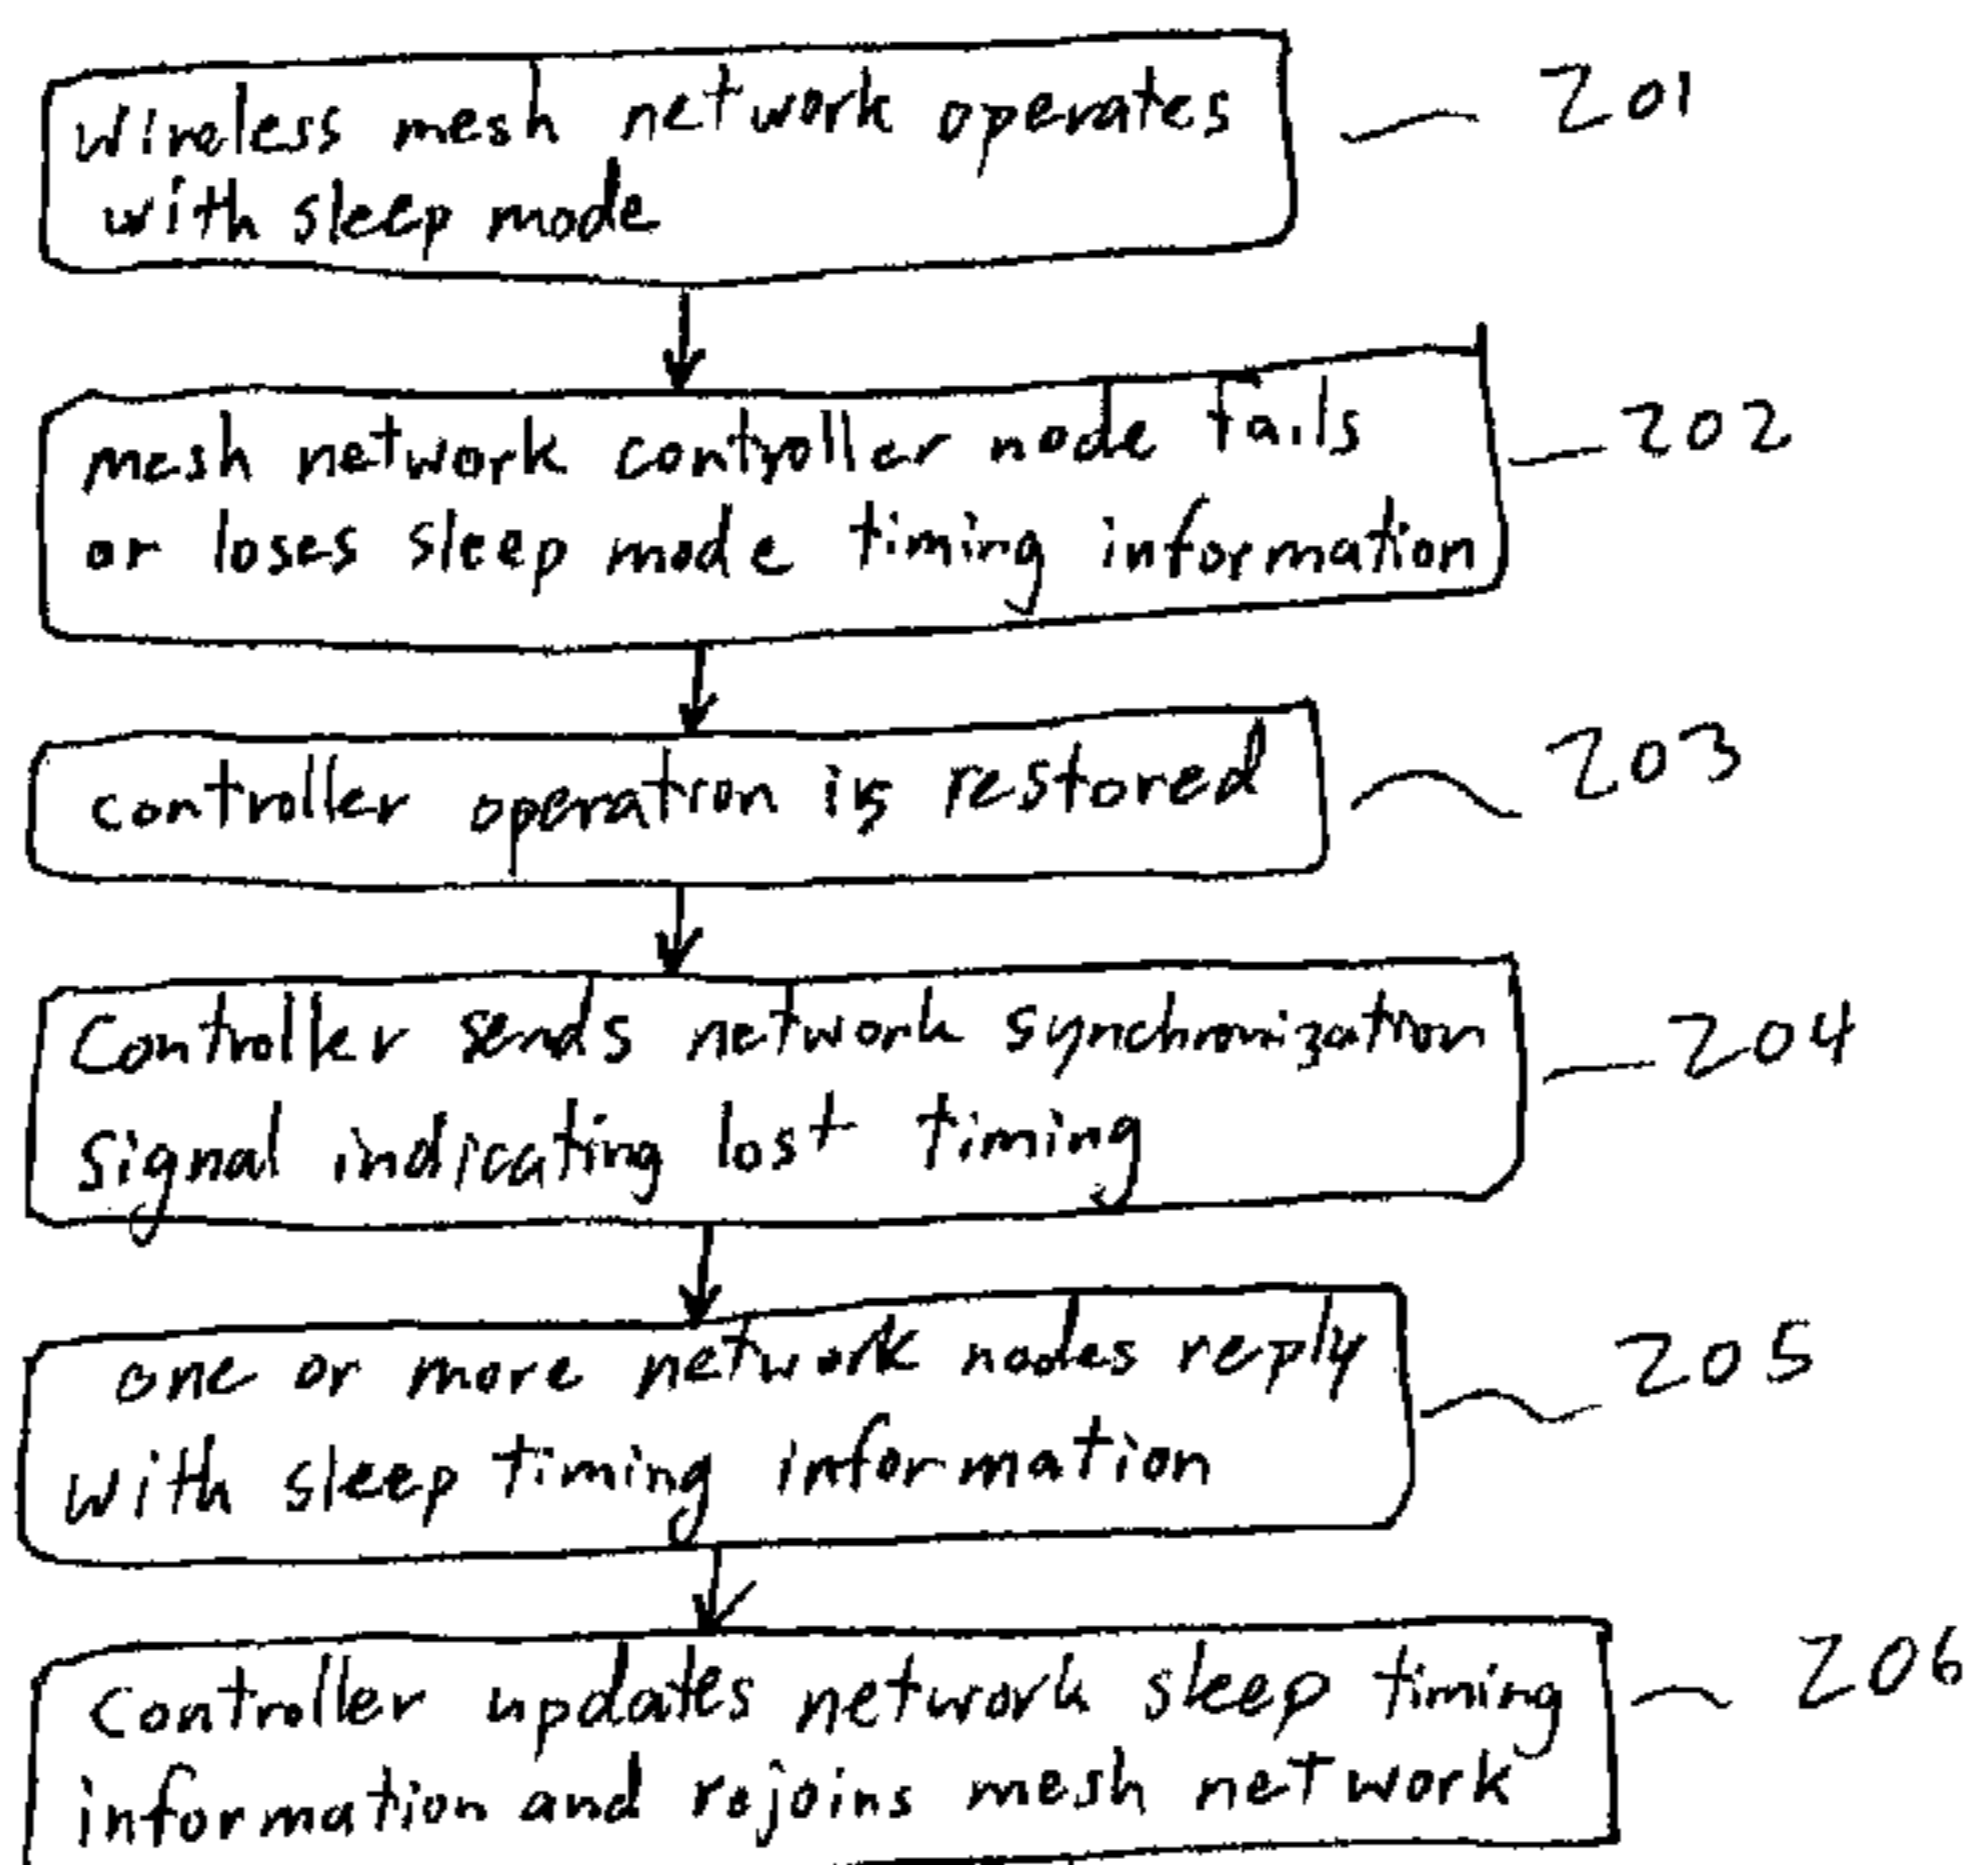 Wireless mesh network operates 201
with sleep mode
mesh network controller node fails 202
or loses sleep mode timing information
controller operation is restored 203
Controller sends network synchronization 204
signal indicating lost timing
one or more network nodes reply 205
with sleep timing information
Controller updates network sleep timing 206
information and rejoins mesh network